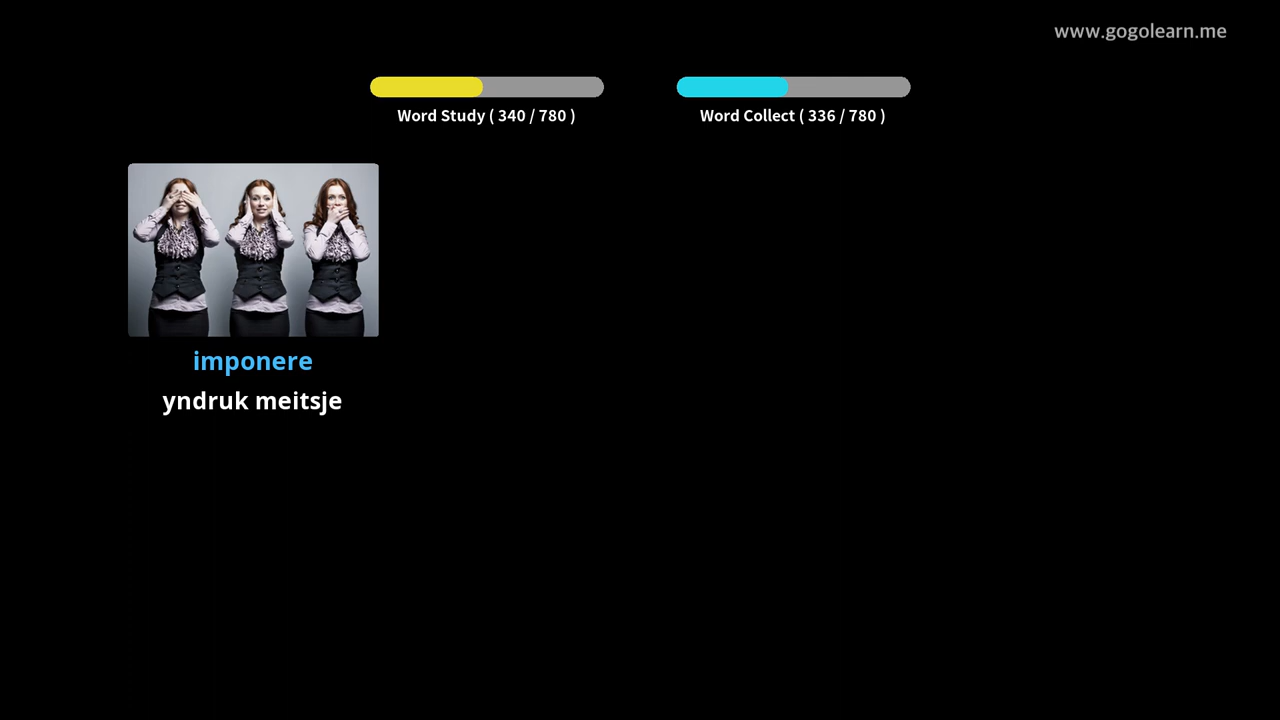 www.gogolearn.me
Word Study ( 340 / 780 )
Word Collect ( 336 / 780 )
imponere
yndruk meitsje